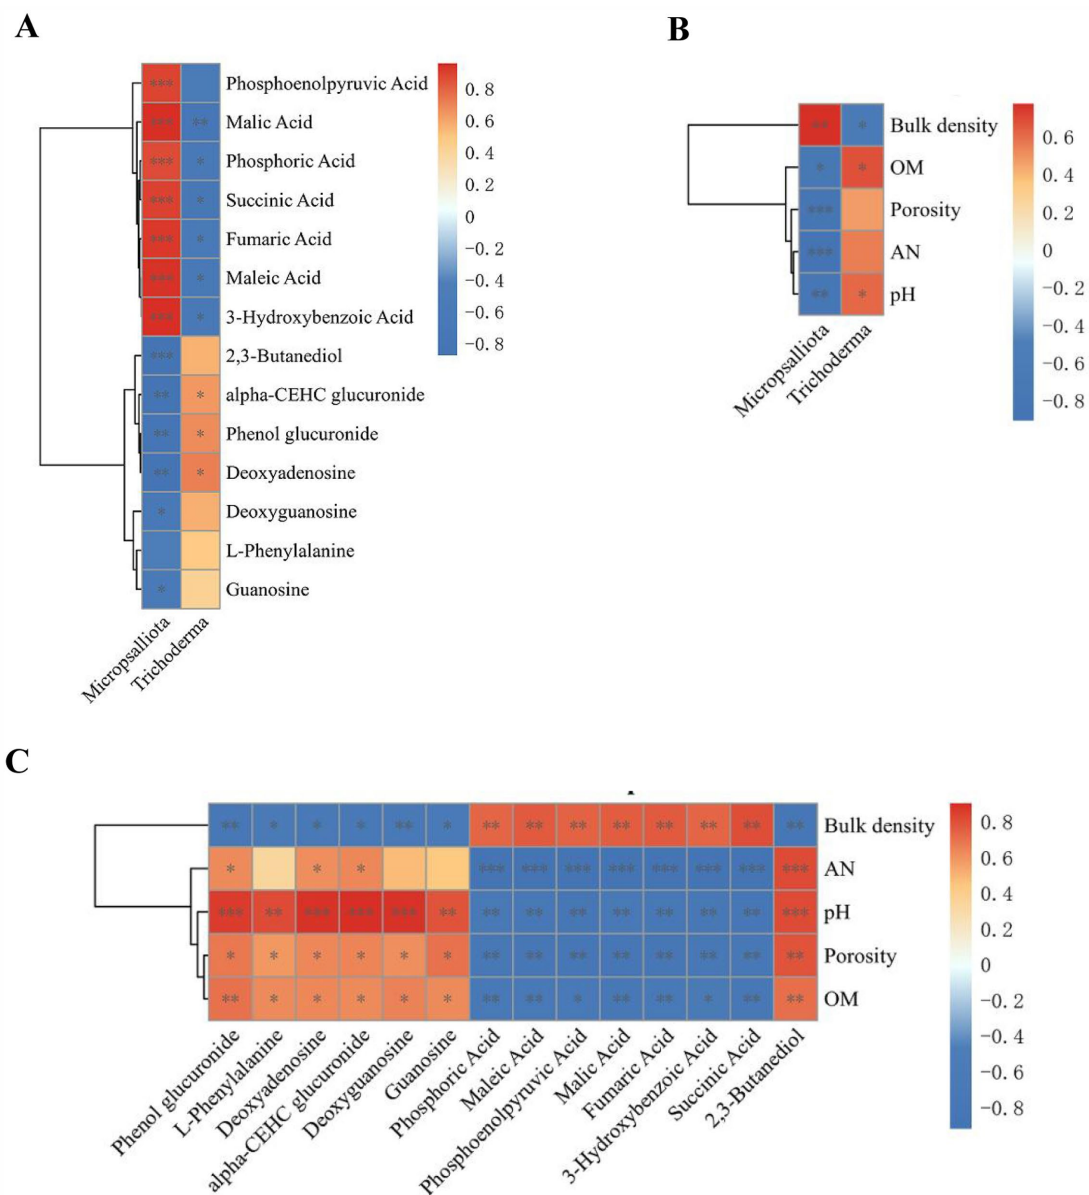 A
*** Phosphoenolpyruvic Acid
*** ** Malic Acid
*** * Phosphoric Acid
*** * Succinic Acid
*** * Fumaric Acid
*** * Maleic Acid
*** * 3-Hydroxybenzoic Acid
*** 2,3-Butanediol
** * alpha-CEHC glucuronide
** * Phenol glucuronide
** * Deoxyadenosine
* Deoxyguanosine
L-Phenylalanine
* Guanosine
Micropsalliota
Trichoderma
0.8
0.6
0.4
0.2
0
-0.2
-0.4
-0.6
-0.8
B
** * Bulk density
* * OM
*** Porosity
*** AN
** * pH
Micropsalliota
Trichoderma
0.6
0.4
0.2
0
-0.2
-0.4
-0.6
-0.8
C
** * * * ** * ** ** ** ** ** ** ** ** Bulk density
* * * *** *** *** *** *** *** *** *** AN
*** ** *** *** *** ** ** ** ** ** ** ** ** *** pH
* * * * * * ** ** ** ** ** ** ** ** Porosity
** * * * * * ** ** * ** ** * ** ** OM
Phenol glucuronide
L-Phenylalanine
Deoxyadenosine
alpha-CEHC glucuronide
Deoxyguanosine
Guanosine
Phosphoric Acid
Maleic Acid
Phosphoenolpyruvic Acid
Malic Acid
Fumaric Acid
3-Hydroxybenzoic Acid
Succinic Acid
2,3-Butanediol
0.8
0.6
0.4
0.2
0
-0.2
-0.4
-0.6
-0.8